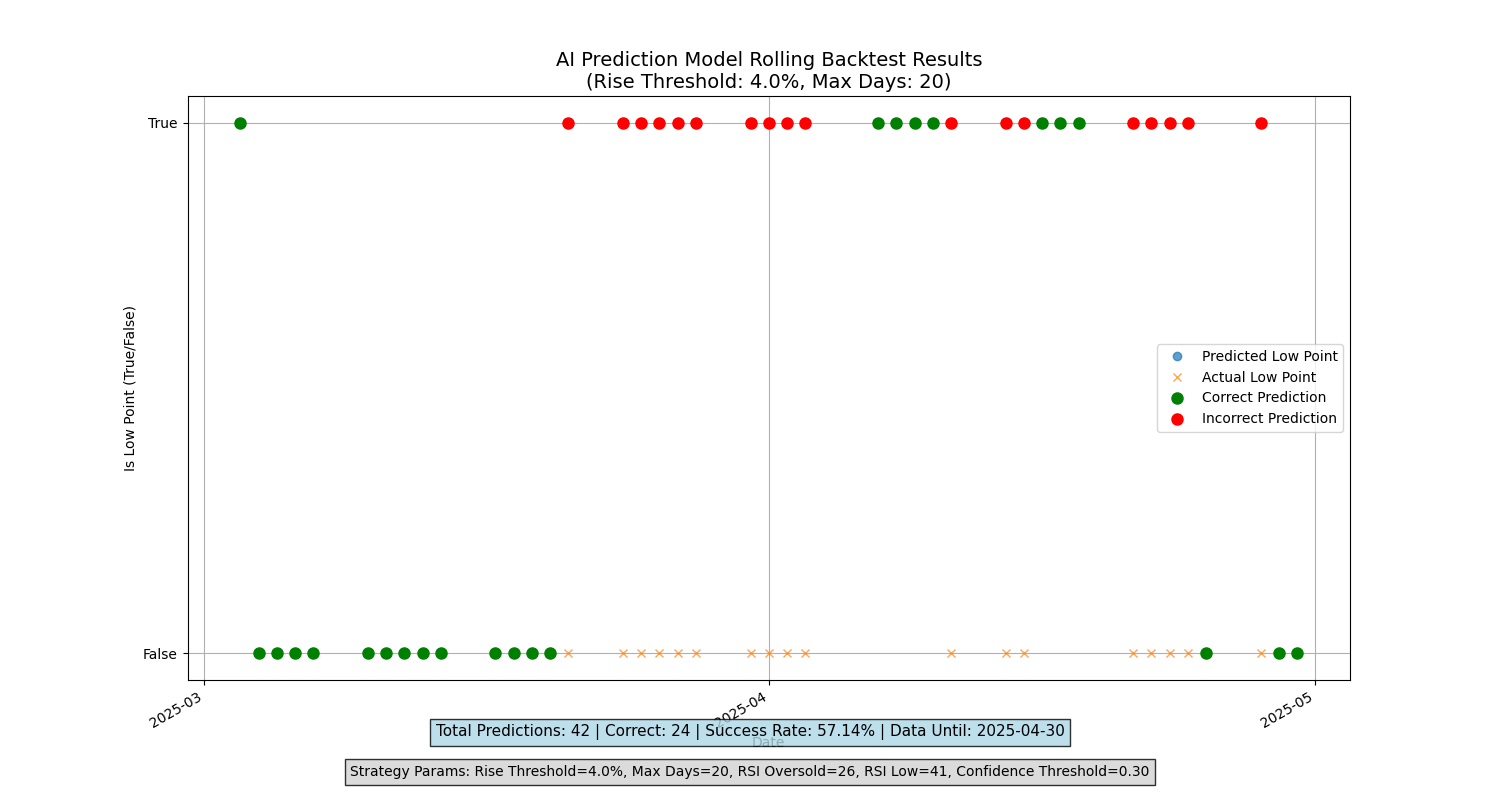 AI Prediction Model Rolling Backtest Results
(Rise Threshold: 4.0%, Max Days: 20)
True
Is Low Point (True/False)
Predicted Low Point
Actual Low Point
Correct Prediction
Incorrect Prediction
False
2025-03
2025-04
2025-05
Total Predictions: 42 | Correct: 24 | Success Rate: 57.14% | Data Until: 2025-04-30
Date
Strategy Params: Rise Threshold=4.0%, Max Days=20, RSI Oversold=26, RSI Low=41, Confidence Threshold=0.30